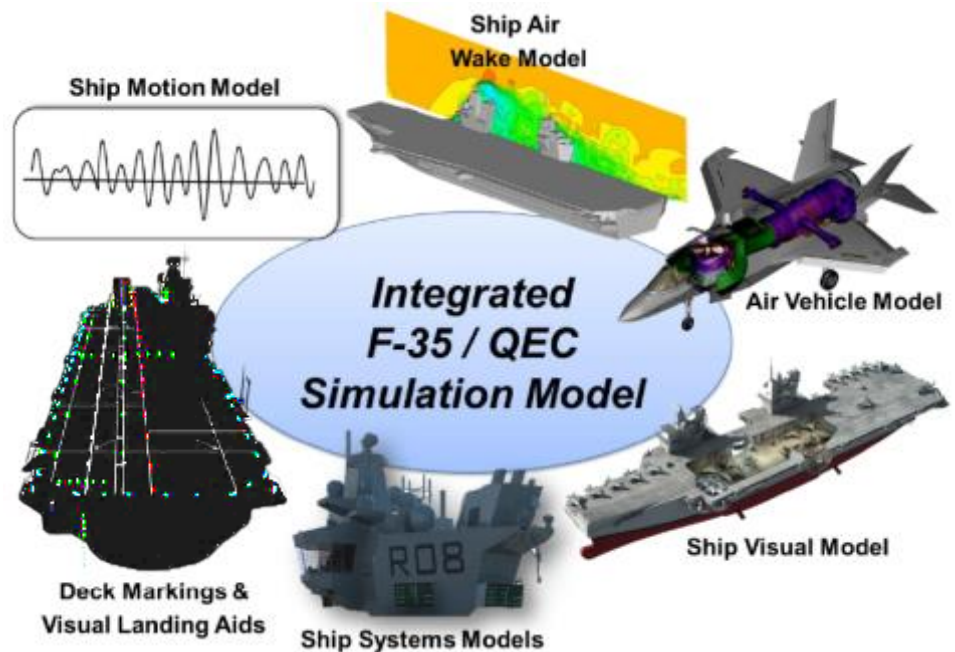 Ship Air
Wake Model
Ship Motion Model
Integrated
F-35 / QEC
Simulation Model
Air Vehicle Model
Ship Visual Model
R08
Deck Markings &
Visual Landing Aids
Ship Systems Models